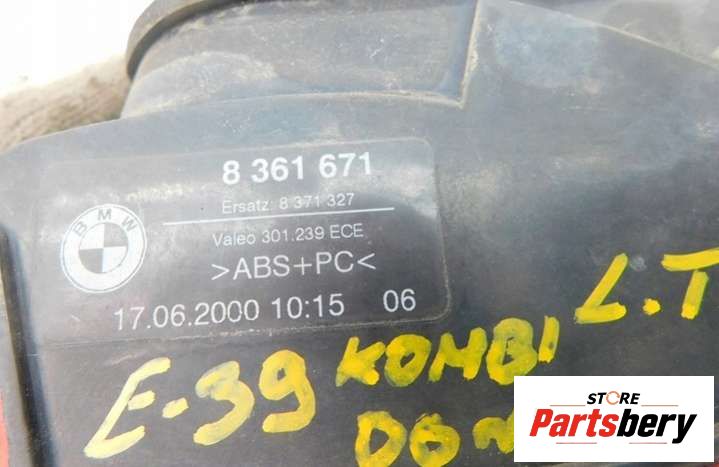 8 361 671
Ersatz: 8 371 327
BMW
Valeo 301.239 ECE
>ABS+PC<
17.06.2000 10:15 06
L.T
E-39 KOMBI
STORE
Partsbery